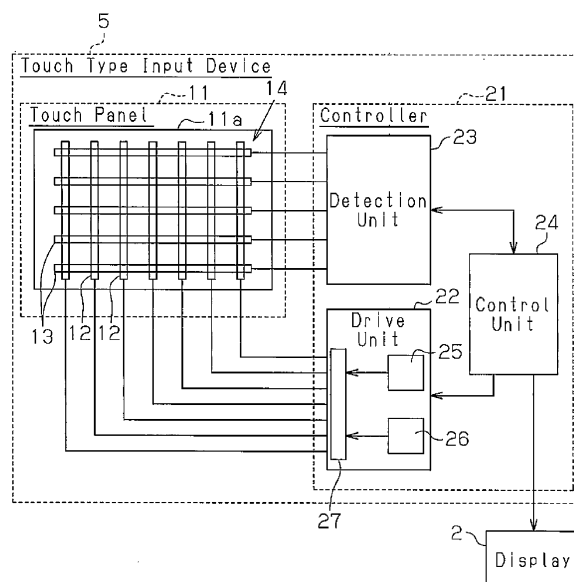 5
Touch Type Input Device
11
14
21
Touch Panel
11a
Controller
23
Detection
Unit
24
Control
Unit
13
12
12
22
Drive
Unit
25
26
27
2
Display